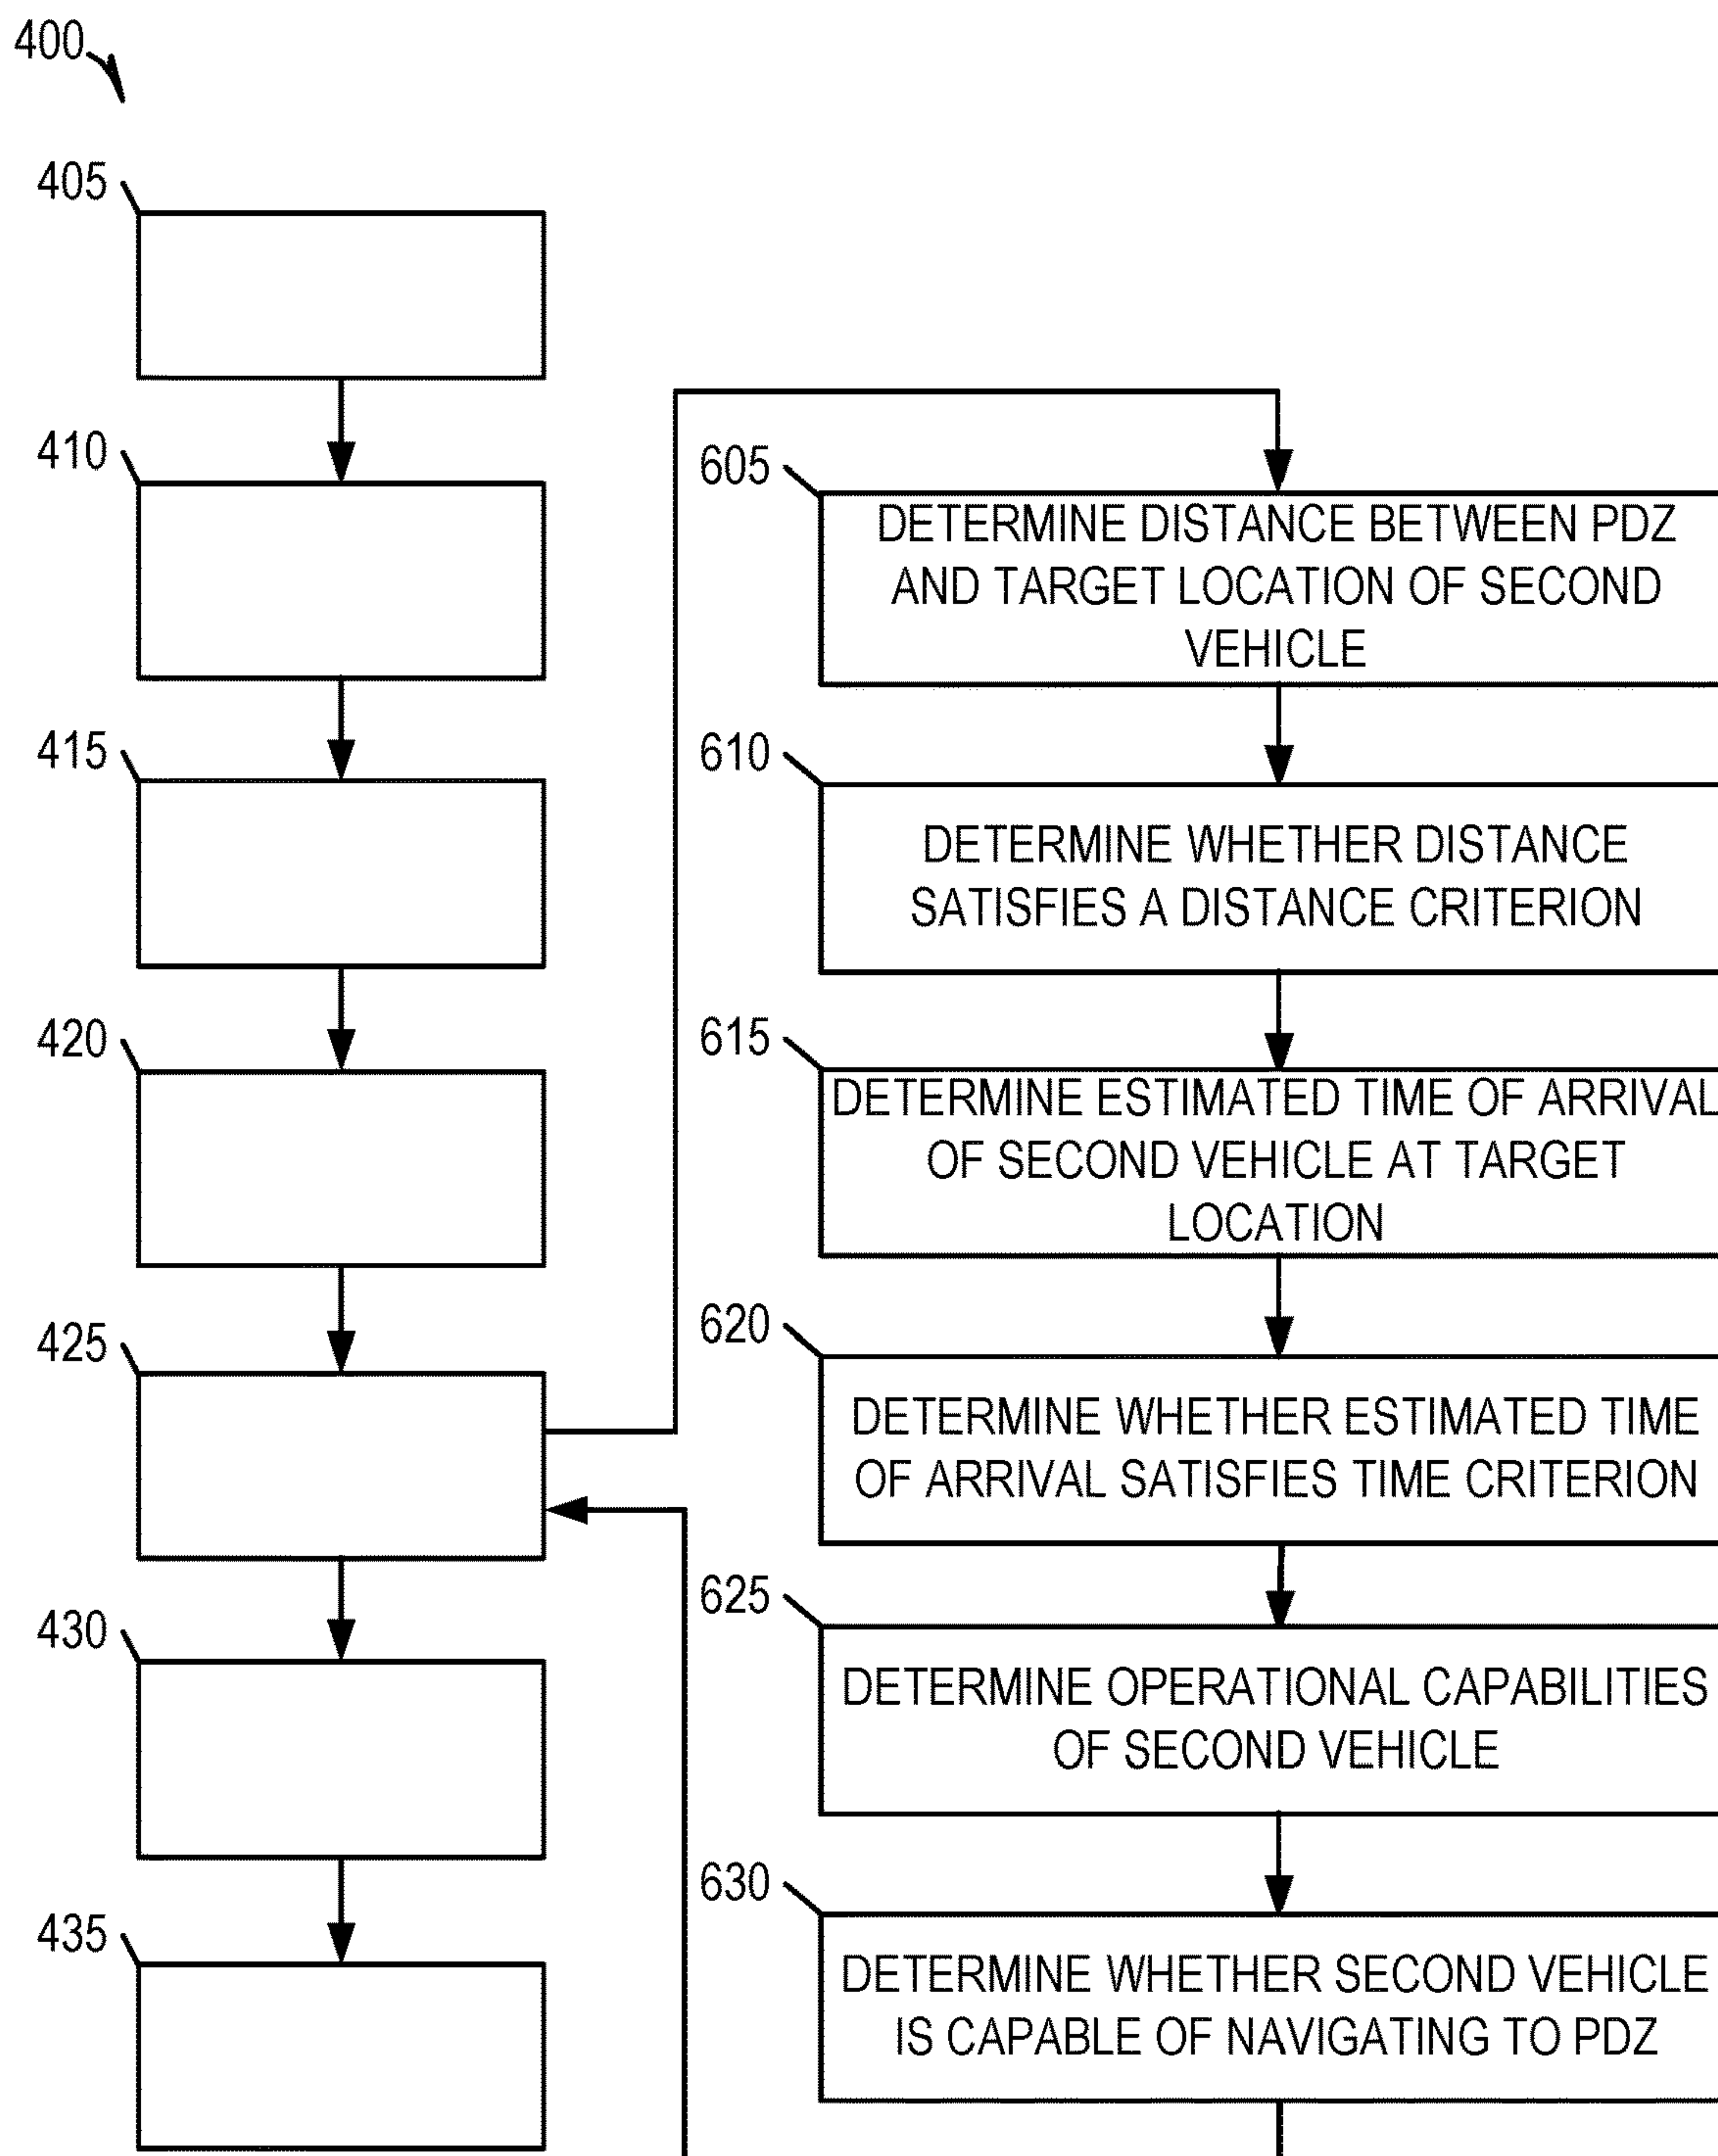 400
405
410
415
420
425
430
435
605
DETERMINE DISTANCE BETWEEN PDZ
AND TARGET LOCATION OF SECOND
VEHICLE
610
DETERMINE WHETHER DISTANCE
SATISFIES A DISTANCE CRITERION
615
DETERMINE ESTIMATED TIME OF ARRIVAL
OF SECOND VEHICLE AT TARGET
LOCATION
620
DETERMINE WHETHER ESTIMATED TIME
OF ARRIVAL SATISFIES TIME CRITERION
625
DETERMINE OPERATIONAL CAPABILITIES
OF SECOND VEHICLE
630
DETERMINE WHETHER SECOND VEHICLE
IS CAPABLE OF NAVIGATING TO PDZ